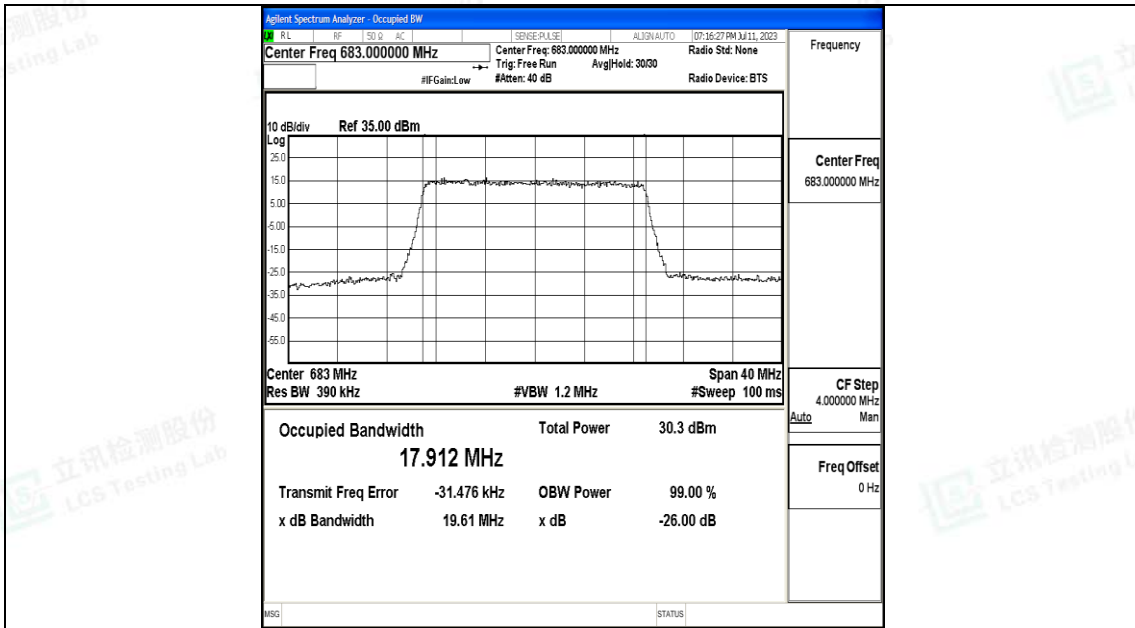 Agilent Spectrum Analyzer - Occupied BW
RL RF 50 Ω AC SENSE:PULSE ALIGN AUTO 07:16:27 PM Jul 11, 2023
Center Freq 683.000000 MHz
Center Freq: 683.000000 MHz
Radio Std: None
Trig: Free Run Avg|Hold: 30/30
#IFGain:Low #Atten: 40 dB Radio Device: BTS
Frequency
10 dB/div Ref 35.00 dBm
Log
25.0
15.0
5.00
-5.00
-15.0
-25.0
-35.0
-45.0
-55.0
Center 683 MHz Span 40 MHz
Res BW 390 kHz #VBW 1.2 MHz #Sweep 100 ms
Center Freq
683.000000 MHz
CF Step
4.000000 MHz
Auto Man
Freq Offset
0 Hz
Occupied Bandwidth Total Power 30.3 dBm
17.912 MHz
Transmit Freq Error -31.476 kHz OBW Power 99.00 %
x dB Bandwidth 19.61 MHz x dB -26.00 dB
MSG STATUS
立讯检测股份
LCS Testing Lab
立讯检测股份
LCS Testing L
测股份
sting Lab
立